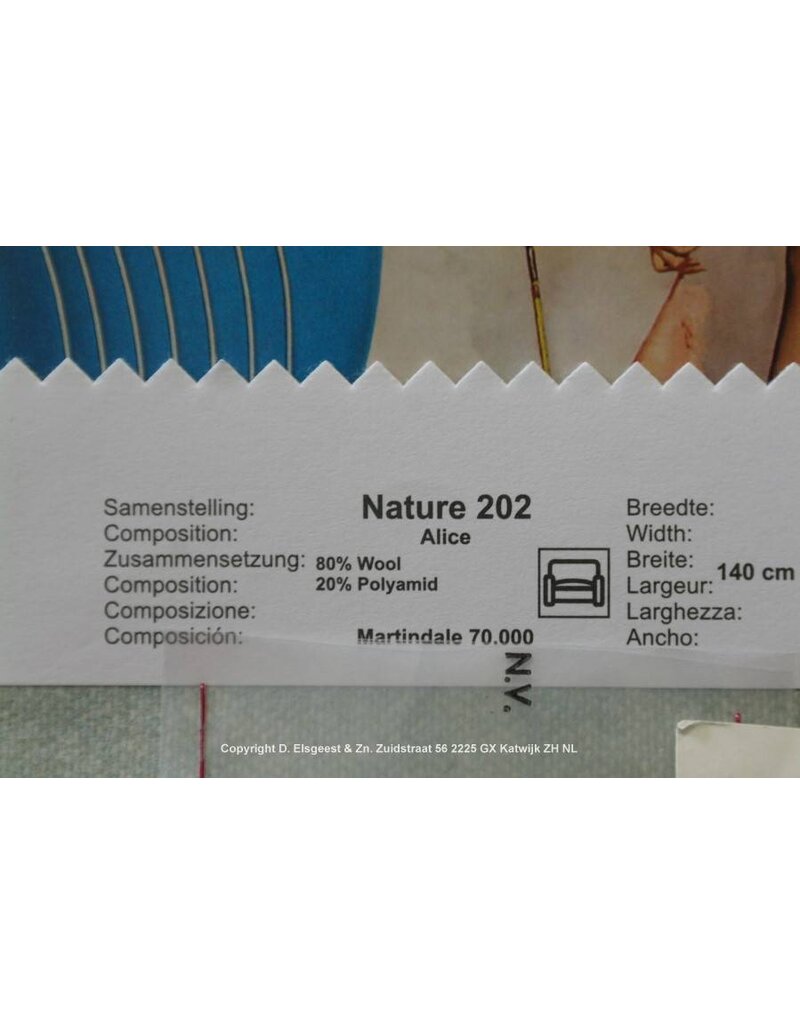 Samenstelling:
Composition:
Zusammensetzung:
Composition:
Composizione:
Composición:
Nature 202
Alice
80% Wool
20% Polyamid
Martindale 70.000
Breedte:
Width:
Breite:
Largeur:
Larghezza:
Ancho:
140 cm
N.V.
Copyright D. Elsgeest & Zn. Zuidstraat 56 2225 GX Katwijk ZH NL